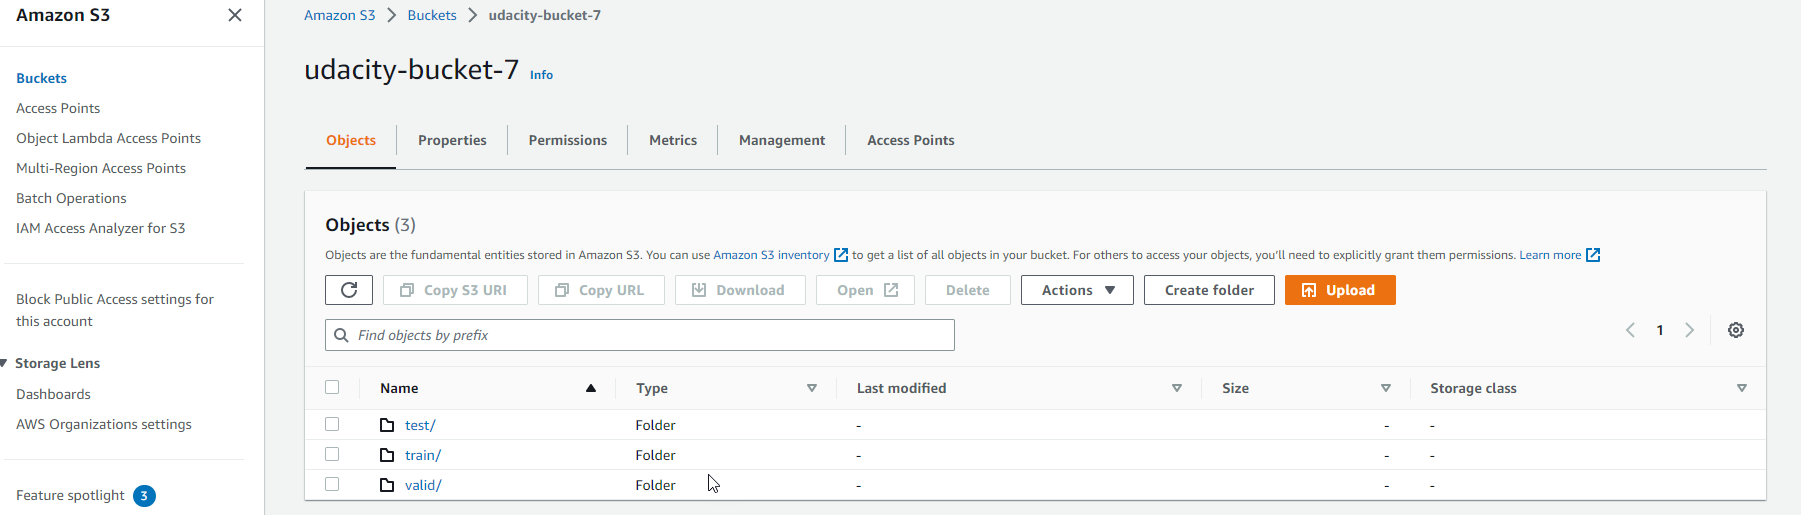 Amazon S3
Buckets
Access Points
Object Lambda Access Points
Multi-Region Access Points
Batch Operations
IAM Access Analyzer for S3
Block Public Access settings for
this account
Storage Lens
Dashboards
AWS Organizations settings
Feature spotlight 3
Amazon S3 Buckets udacity-bucket-7
udacity-bucket-7 Info
Objects Properties Permissions Metrics Management Access Points
Objects (3)
Objects are the fundamental entities stored in Amazon S3. You can use Amazon S3 inventory to get a list of all objects in your bucket. For others to access your objects, you'll need to explicitly grant them permissions. Learn more
Copy S3 URI Copy URL Download Open Delete Actions Create folder Upload
Find objects by prefix 1
Name Type Last modified Size Storage class
test/ Folder - - -
train/ Folder - - -
valid/ Folder - - -